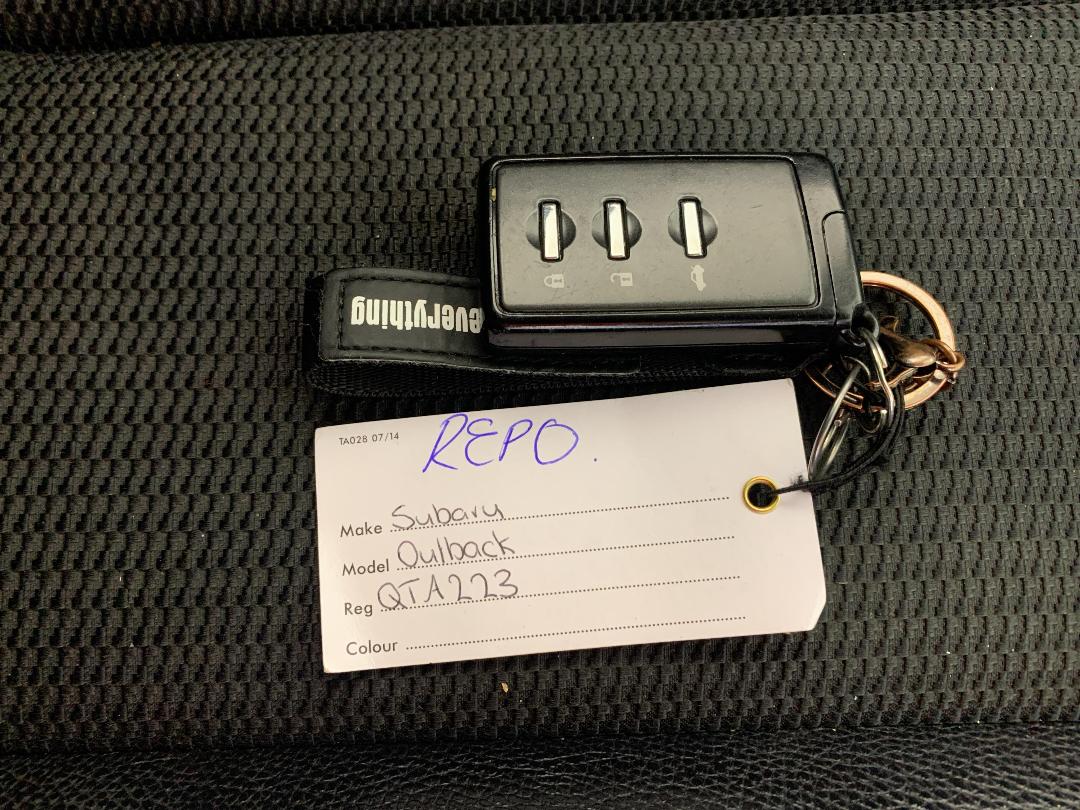 everything
TA028 07/14
REPO.
Make Subaru
Model Outback
Reg QTA223
Colour